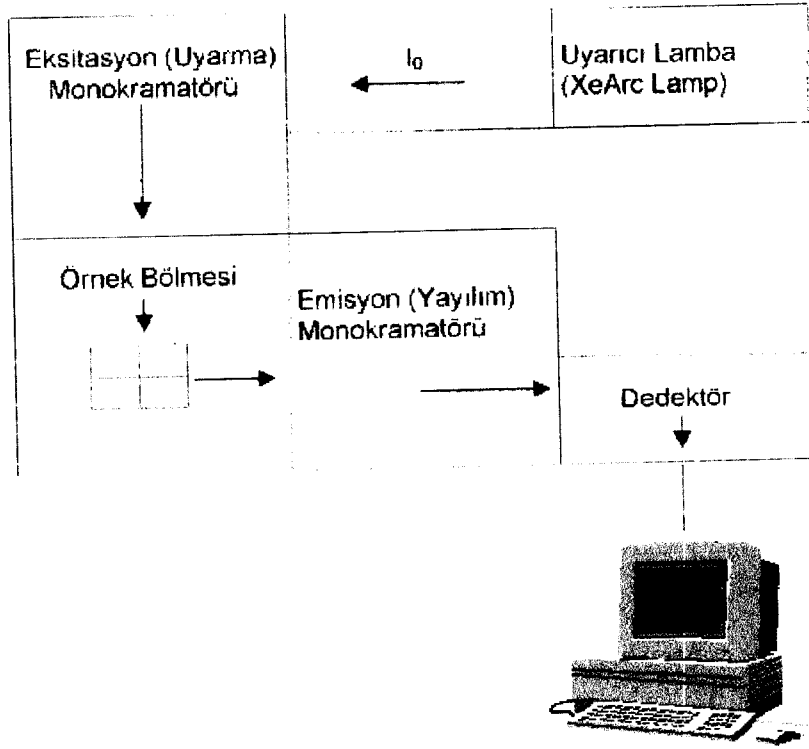 Eksitasyon (Uyarma)
Monokramatörü
I₀
Uyarıcı Lamba
(XeArc Lamp)
Örnek Bölmesi
Emisyon (Yayılım)
Monokramatörü
Dedektör